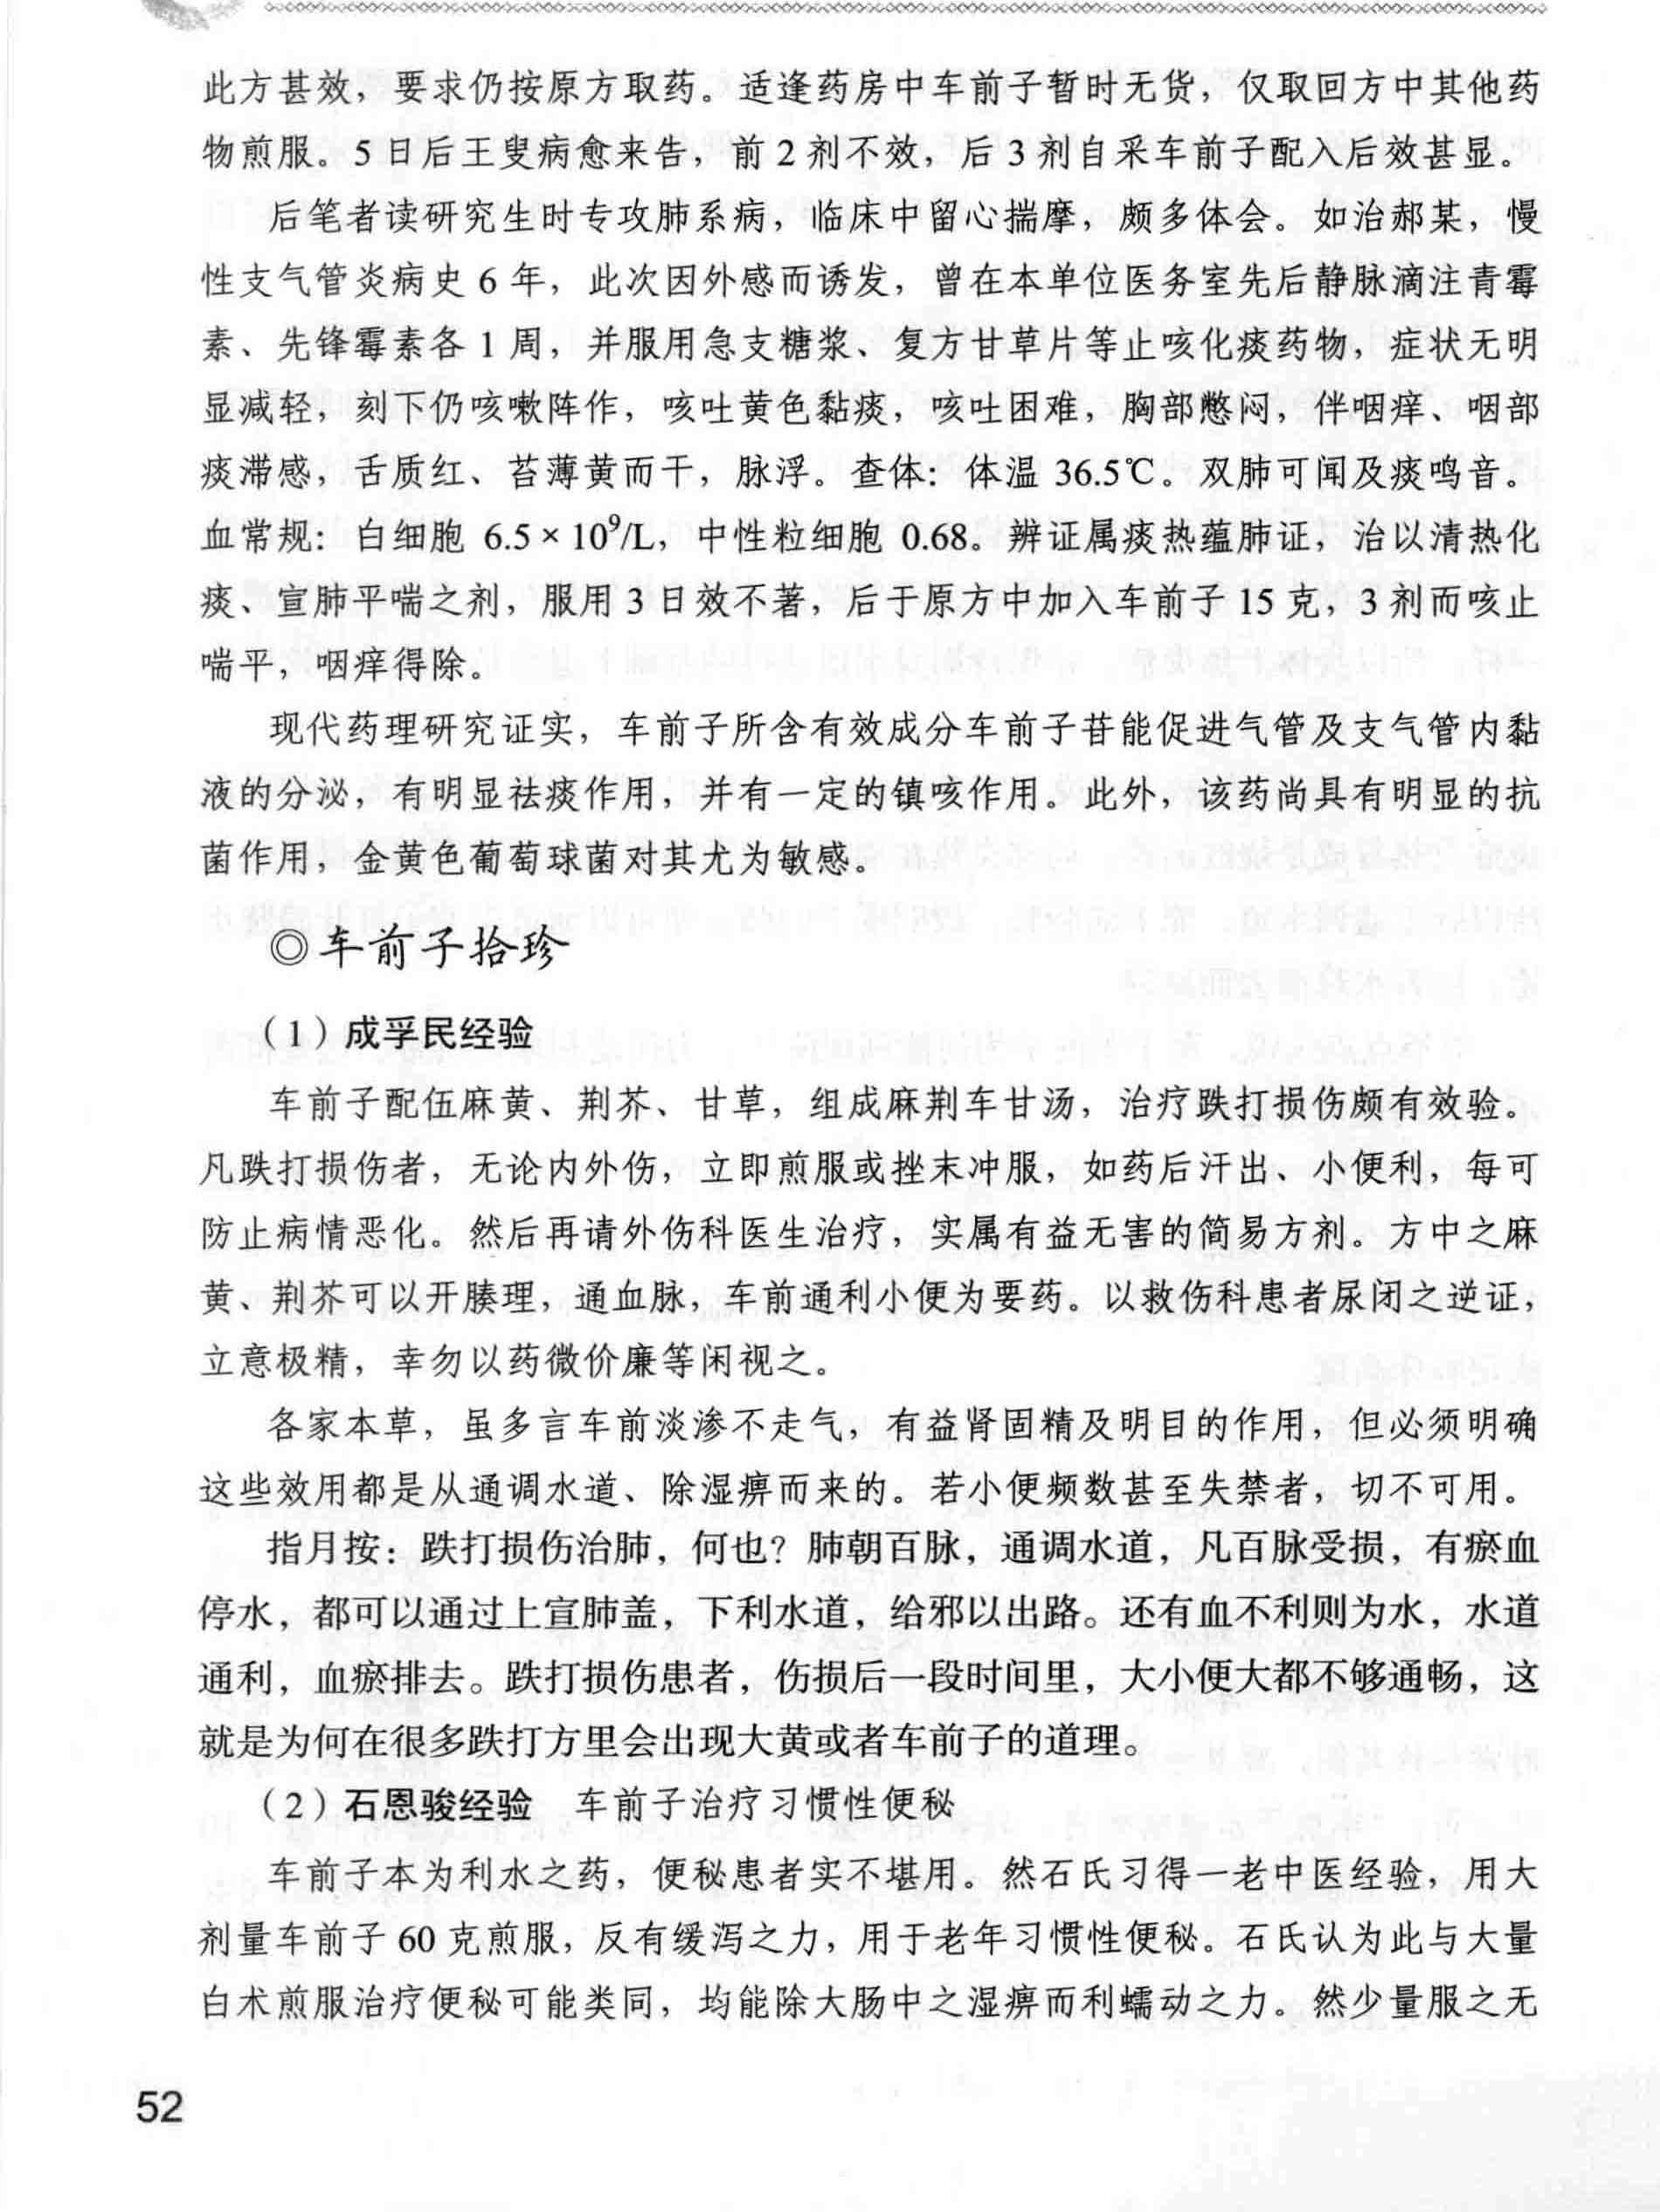 此方甚效，要求仍按原方取药。适逢药房中车前子暂时无货，仅取回方中其他药
物煎服。5 日后王叟病愈来告，前 2 剂不效，后 3 剂自采车前子配入后效甚显。
后笔者读研究生时专攻肺系病，临床中留心揣摩，颇多体会。如治郝某，慢
性支气管炎病史 6 年，此次因外感而诱发，曾在本单位医务室先后静脉滴注青霉
素、先锋霉素各 1 周，并服用急支糖浆、复方甘草片等止咳化痰药物，症状无明
显减轻，刻下仍咳嗽阵作，咳吐黄色黏痰，咳吐困难，胸部憋闷，伴咽痒、咽部
痰滞感，舌质红、苔薄黄而干，脉浮。查体：体温 36.5℃。双肺可闻及痰鸣音。
血常规：白细胞 6.5 × 10⁹/L，中性粒细胞 0.68。辨证属痰热蕴肺证，治以清热化
痰、宣肺平喘之剂，服用 3 日效不著，后于原方中加入车前子 15 克，3 剂而咳止
喘平，咽痒得除。
现代药理研究证实，车前子所含有效成分车前子苷能促进气管及支气管内黏
液的分泌，有明显祛痰作用，并有一定的镇咳作用。此外，该药尚具有明显的抗
菌作用，金黄色葡萄球菌对其尤为敏感。
◎车前子拾珍
（1）成孚民经验
车前子配伍麻黄、荆芥、甘草，组成麻荆车甘汤，治疗跌打损伤颇有效验。
凡跌打损伤者，无论内外伤，立即煎服或挫末冲服，如药后汗出、小便利，每可
防止病情恶化。然后再请外伤科医生治疗，实属有益无害的简易方剂。方中之麻
黄、荆芥可以开腠理，通血脉，车前通利小便为要药。以救伤科患者尿闭之逆证，
立意极精，幸勿以药微价廉等闲视之。
各家本草，虽多言车前淡渗不走气，有益肾固精及明目的作用，但必须明确
这些效用都是从通调水道、除湿痹而来的。若小便频数甚至失禁者，切不可用。
指月按：跌打损伤治肺，何也？肺朝百脉，通调水道，凡百脉受损，有瘀血
停水，都可以通过上宣肺盖，下利水道，给邪以出路。还有血不利则为水，水道
通利，血瘀排去。跌打损伤患者，伤损后一段时间里，大小便大都不够通畅，这
就是为何在很多跌打方里会出现大黄或者车前子的道理。
（2）石恩骏经验　车前子治疗习惯性便秘
车前子本为利水之药，便秘患者实不堪用。然石氏习得一老中医经验，用大
剂量车前子 60 克煎服，反有缓泻之力，用于老年习惯性便秘。石氏认为此与大量
白术煎服治疗便秘可能类同，均能除大肠中之湿痹而利蠕动之力。然少量服之无
52